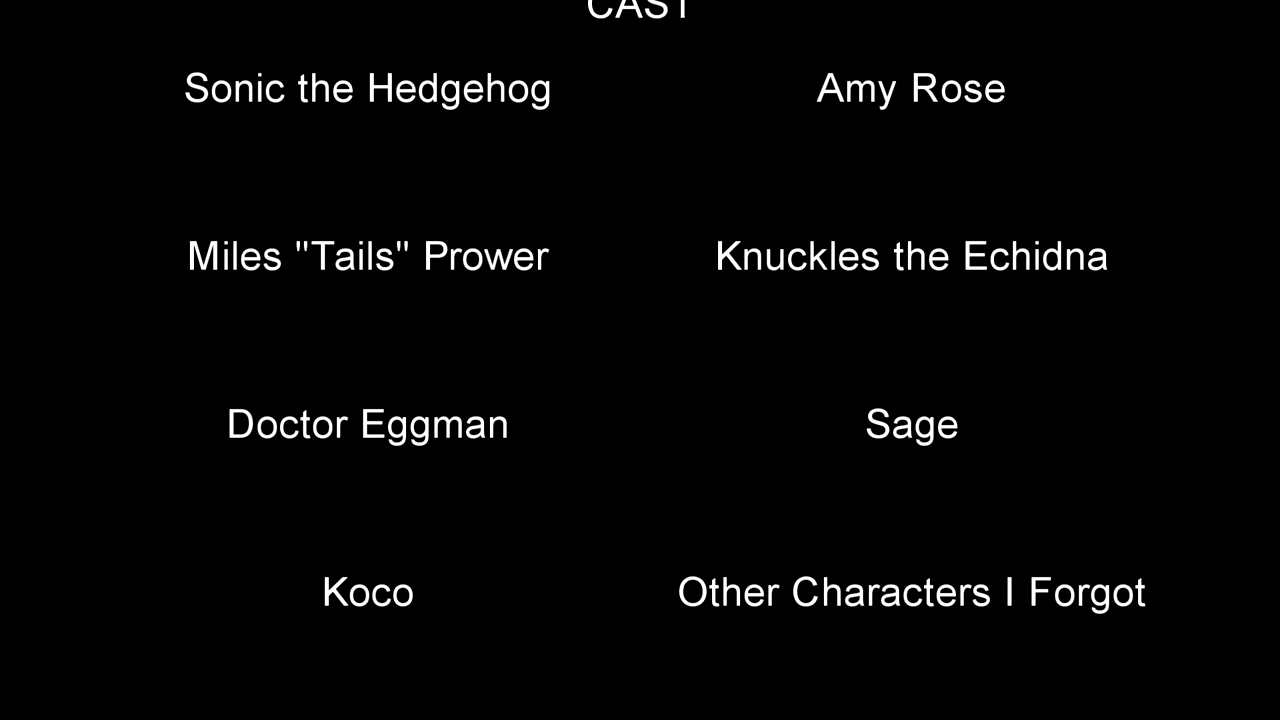 CAST
Sonic the Hedgehog
Amy Rose
Miles "Tails" Prower
Knuckles the Echidna
Doctor Eggman
Sage
Koco
Other Characters I Forgot